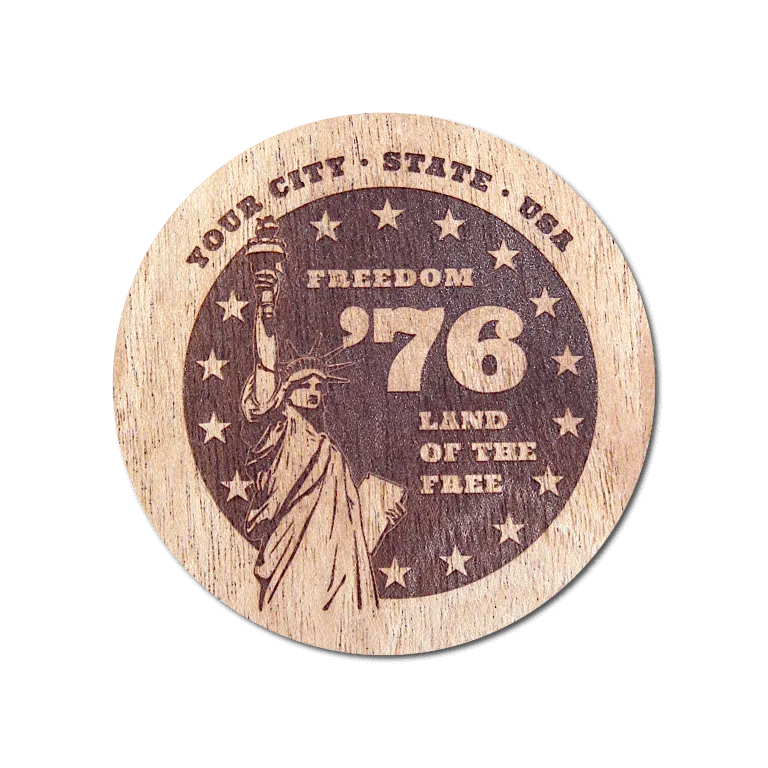 YOUR CITY · STATE · USA
FREEDOM
’76
LAND
OF THE
FREE